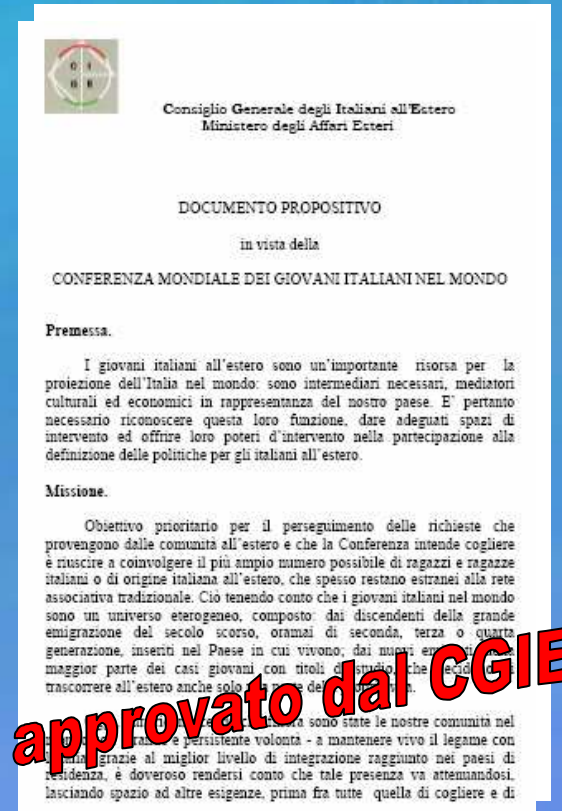 Consiglio Generale degli Italiani all'Estero
Ministero degli Affari Esteri
DOCUMENTO PROPOSITIVO
in vista della
CONFERENZA MONDIALE DEI GIOVANI ITALIANI NEL MONDO
Premessa.
I giovani italiani all'estero sono un'importante risorsa per la
proiezione dell'Italia nel mondo: sono intermediari necessari, mediatori
culturali ed economici in rappresentanza del nostro paese. E' pertanto
necessario riconoscere questa loro funzione, dare adeguati spazi di
intervento ed offrire loro poteri d'intervento nella partecipazione alla
definizione delle politiche per gli italiani all'estero.
Missione.
Obiettivo prioritario per il perseguimento delle richieste che
provengono dalle comunità all'estero e che la Conferenza intende cogliere
è riuscire a coinvolgere il più ampio numero possibile di ragazzi e ragazze
italiani o di origine italiana all'estero, che spesso restano estranei alla rete
associativa tradizionale. Ciò tenendo conto che i giovani italiani nel mondo
sono un universo eterogeneo, composto: dai discendenti della grande
emigrazione del secolo scorso, oramai di seconda, terza o quarta
generazione, inseriti nel Paese in cui vivono; dai nuovi
maggior parte dei casi giovani con titoli di studio, che
trascorrere all'estero anche solo
approvato dal CGIE
sono state le nostre comunità nel
e persistente volontà - a mantenere vivo il legame con
grazie al miglior livello di integrazione raggiunto nei paesi di
residenza, è doveroso rendersi conto che tale presenza va attenuandosi,
lasciando spazio ad altre esigenze, prima fra tutte quella di cogliere e di